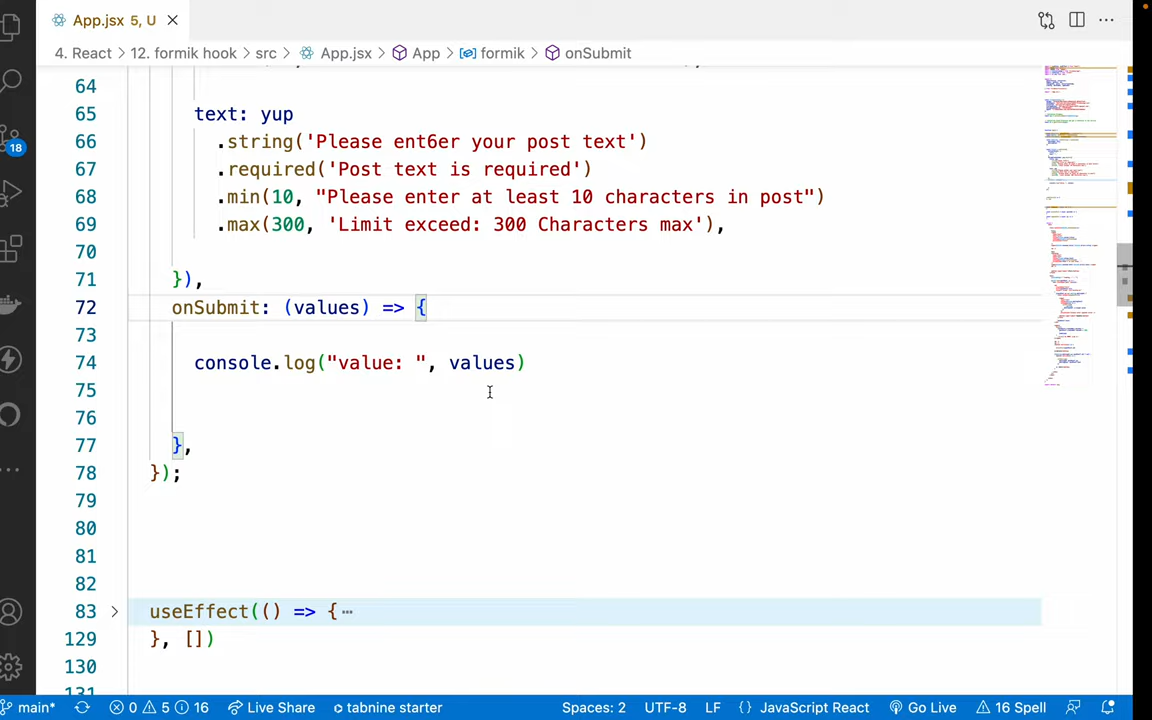 App.jsx 5, U
4. React > 12. formik hook > src > App.jsx > App > formik > onSubmit
64
65 text: yup
66 .string('Please ent6er your post text')
67 .required('Post text is required')
68 .min(10, "Please enter at least 10 characters in post")
69 .max(300, 'Limit exceed: 300 Characters max'),
70
71 }),
72 onSubmit: (values) => {
73
74 console.log("value: ", values)
75
76
77 },
78 });
79
80
81
82
83 useEffect(() => {
129 }, [])
130
131
18
main* 0 5 16 Live Share tabnine starter Spaces: 2 UTF-8 LF {} JavaScript React Go Live 16 Spell